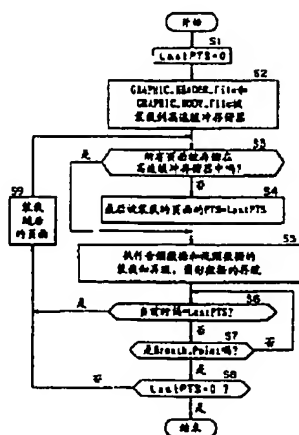 开始
S1
LastPTS=0
S2
GRAPHIC_HEADER_File和
GRAPHIC_BODY_File被
装载到高速缓冲存储器
S3
所有页面被存储在
高速缓冲存储器中吗?
是
否
S4
最后被装载的页面的PTS=LastPTS
S9
装载
随后
的页面
S5
执行音频数据和视频数据的
装载和再现,图形数据的再现
S6
当前时间=LastPTS?
是
否
S7
是Breath_Point吗?
否
是
S8
LastPTS=0?
否
是
结束